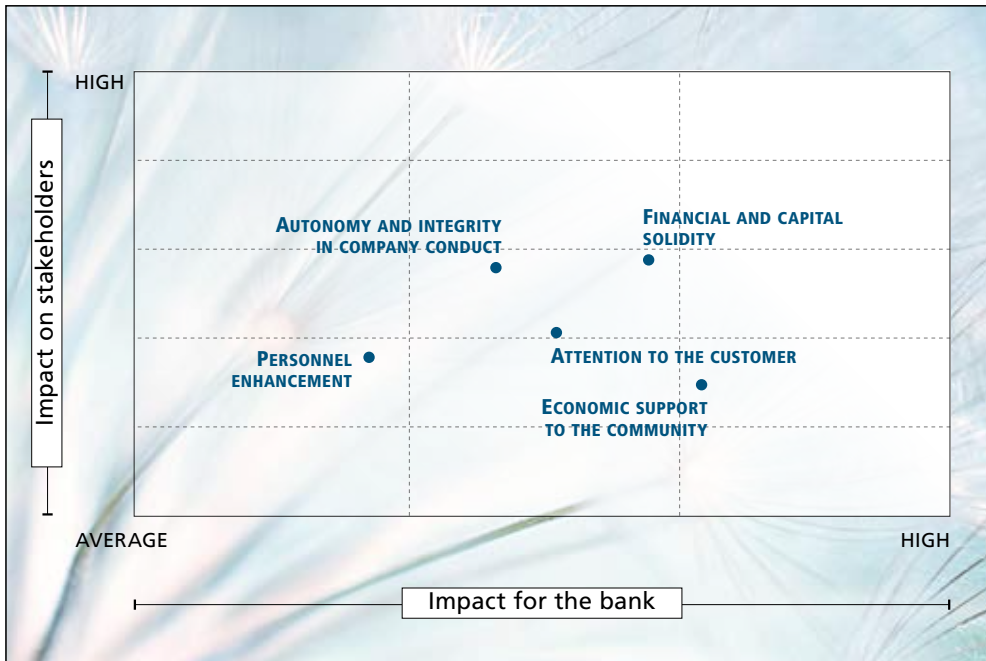 HIGH
Impact on stakeholders
AUTONOMY AND INTEGRITY
IN COMPANY CONDUCT
FINANCIAL AND CAPITAL
SOLIDITY
PERSONNEL
ENHANCEMENT
ATTENTION TO THE CUSTOMER
ECONOMIC SUPPORT
TO THE COMMUNITY
AVERAGE
HIGH
Impact for the bank